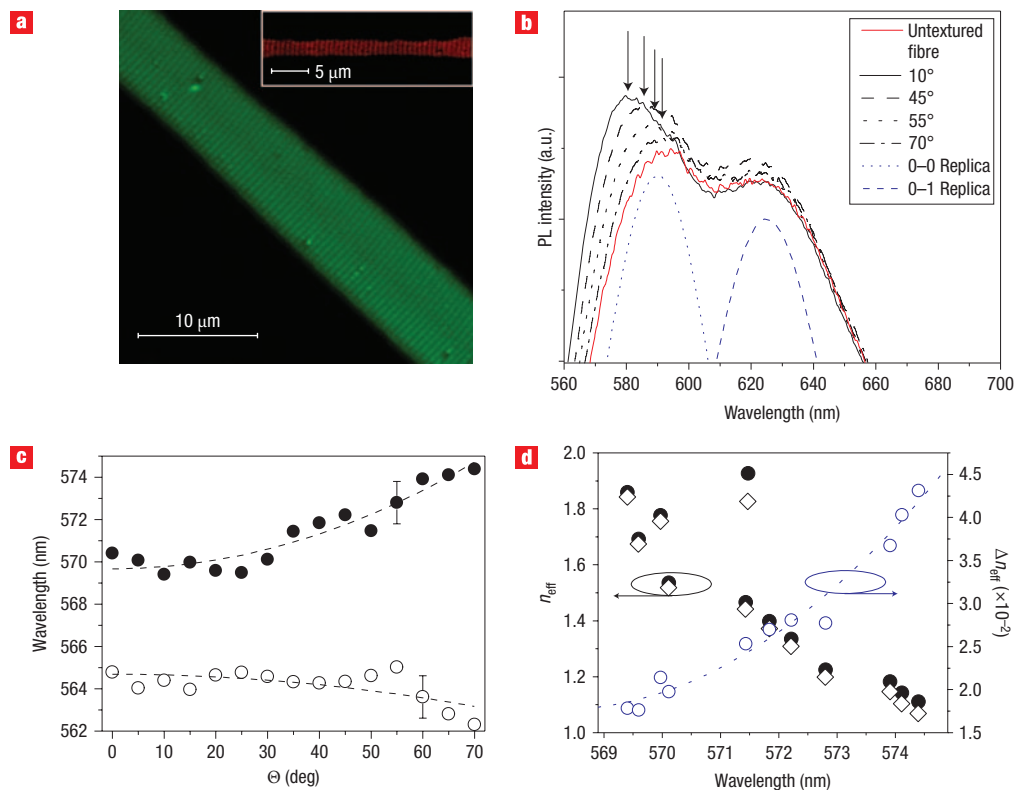 a
5 μm
10 μm
b
PL intensity (a.u.)
Untextured
fibre
10°
45°
55°
70°
0–0 Replica
0–1 Replica
560 580 600 620 640 660 680 700
Wavelength (nm)
c
Wavelength (nm)
574
572
570
568
566
564
562
0 10 20 30 40 50 60 70
Θ (deg)
d
n_eff
2.0
1.8
1.6
1.4
1.2
1.0
4.5
4.0
3.5
3.0
2.5
2.0
1.5
Δn_eff (×10⁻²)
569 570 571 572 573 574
Wavelength (nm)